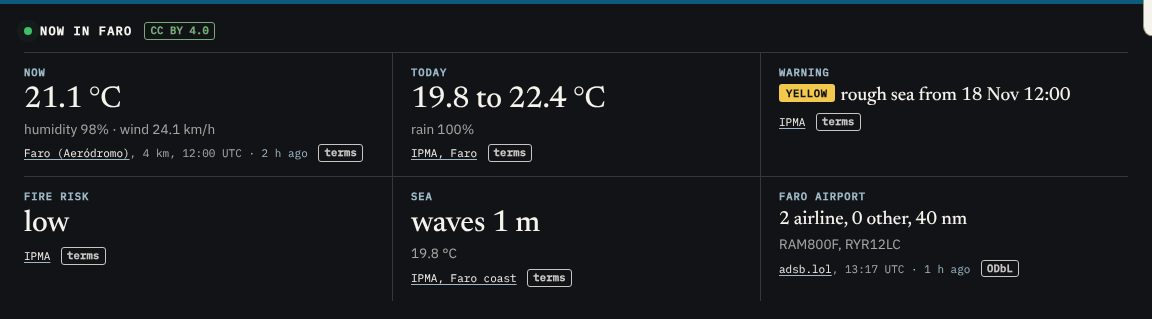 NOW IN FARO CC BY 4.0
NOW
21.1 °C
humidity 98% · wind 24.1 km/h
Faro (Aeródromo), 4 km, 12:00 UTC · 2 h ago terms
TODAY
19.8 to 22.4 °C
rain 100%
IPMA, Faro terms
WARNING
YELLOW rough sea from 18 Nov 12:00
IPMA terms
FIRE RISK
low
IPMA terms
SEA
waves 1 m
19.8 °C
IPMA, Faro coast terms
FARO AIRPORT
2 airline, 0 other, 40 nm
RAM800F, RYR12LC
adsb.lol, 13:17 UTC · 1 h ago ODbL